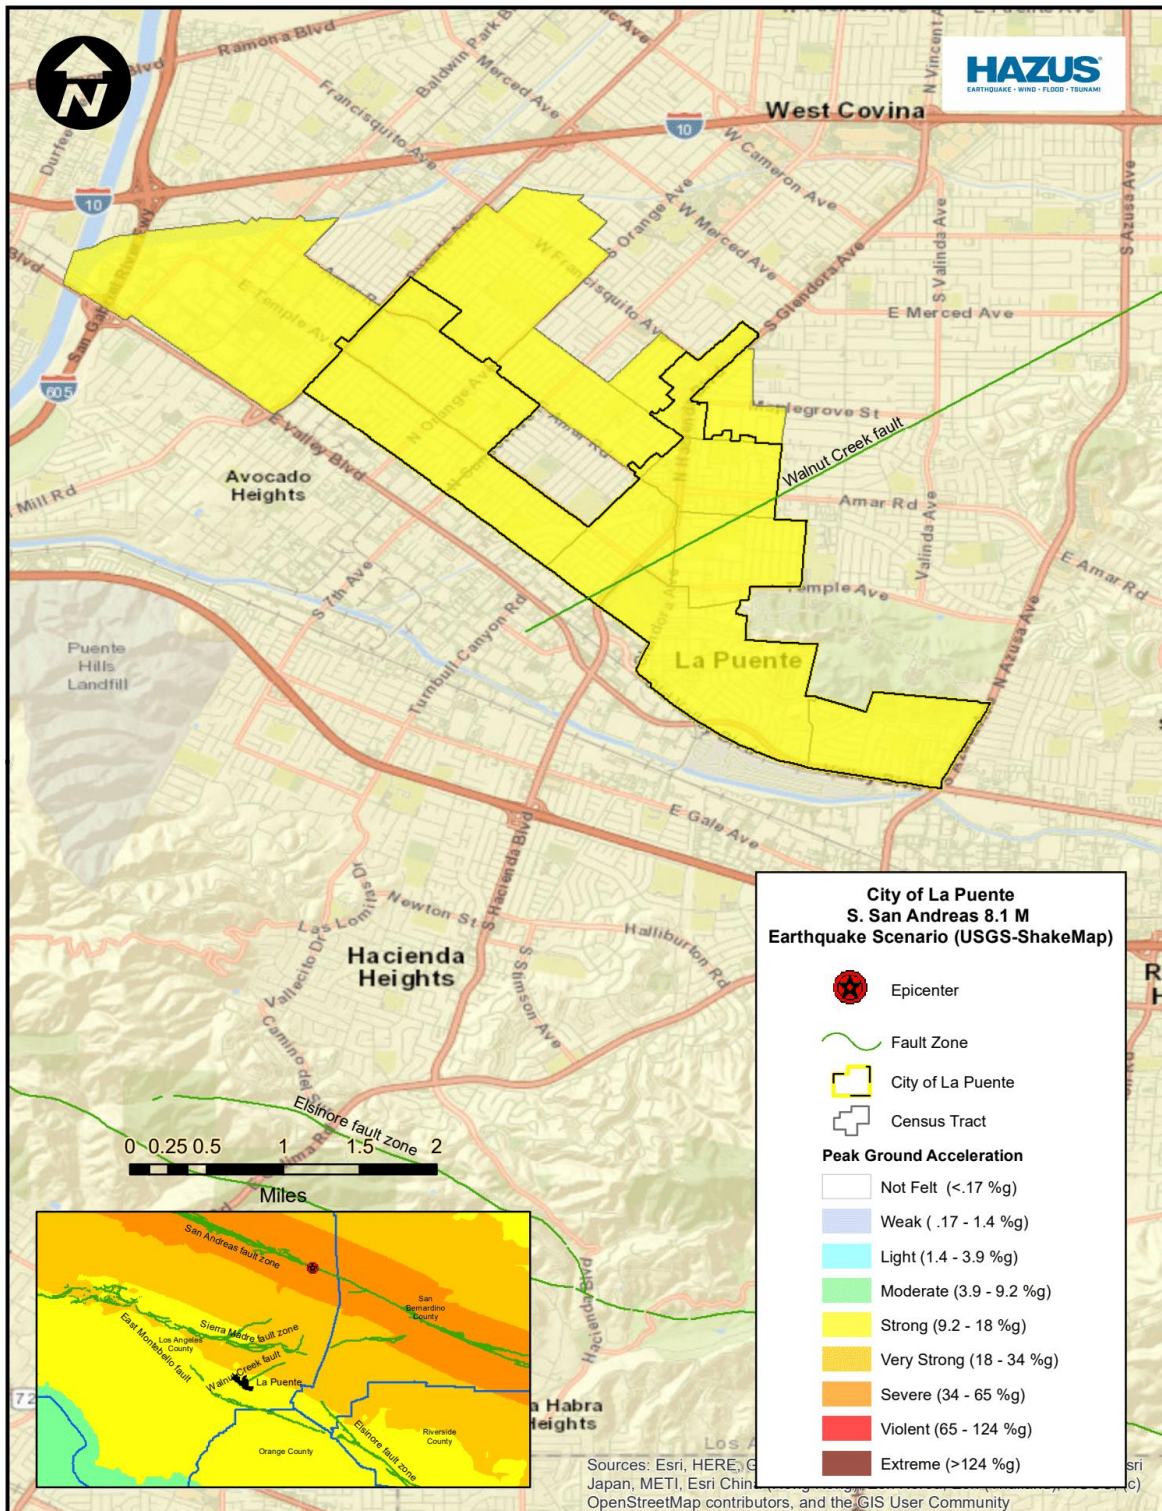 Ramona Blvd
Baldwin Park
E Pacific Ave
N Vincent Ave
HAZUS
EARTHQUAKE • WIND • FLOOD • TSUNAMI
N
Merced Ave
Francisquito Ave
Durfee
10
West Covina
W Cameron Ave
S Azusa Ave
10
S Orange Ave
W Merced Ave
S Valinda Ave
Blvd
San Gabriel River Fwy
W Francisquito Ave
S Glendora Ave
E Temple Ave
E Merced Ave
605
N Orange Ave
Maplegrove St
E Valley Blvd
E Amar Rd
Walnut Creek fault
Avocado
Heights
Mill Rd
Amar Rd
Valinda Ave
E Amar Rd
S 7th Ave
Temple Ave
Turnbull Canyon Rd
Puente
Hills
Landfill
La Puente
N Azusa Ave
E Gale Ave
S Hacienda Blvd
Las Lomitas Dr
Newton St
Halliburton Rd
Vallecito Dr
Hacienda
Heights
S Stimson Ave
Camino del Sur
City of La Puente
S. San Andreas 8.1 M
Earthquake Scenario (USGS-ShakeMap)
Epicenter
Fault Zone
City of La Puente
Census Tract
Peak Ground Acceleration
Not Felt (<.17 %g)
Weak ( .17 - 1.4 %g)
Light (1.4 - 3.9 %g)
Moderate (3.9 - 9.2 %g)
Strong (9.2 - 18 %g)
Very Strong (18 - 34 %g)
Severe (34 - 65 %g)
Violent (65 - 124 %g)
Extreme (>124 %g)
Elsinore fault zone
0 0.25 0.5 1 1.5 2
Miles
Hacienda Blvd
San Andreas fault zone
San
Bernardino
County
Sierra Madre fault zone
Los Angeles
County
East Montebello fault
Walnut Creek fault
La Puente
Elsinore fault zone
Riverside
County
Orange County
72
a Habra
Heights
Los A
Sources: Esri, HERE, G
Japan, METI, Esri China
OpenStreetMap contributors, and the GIS User Community